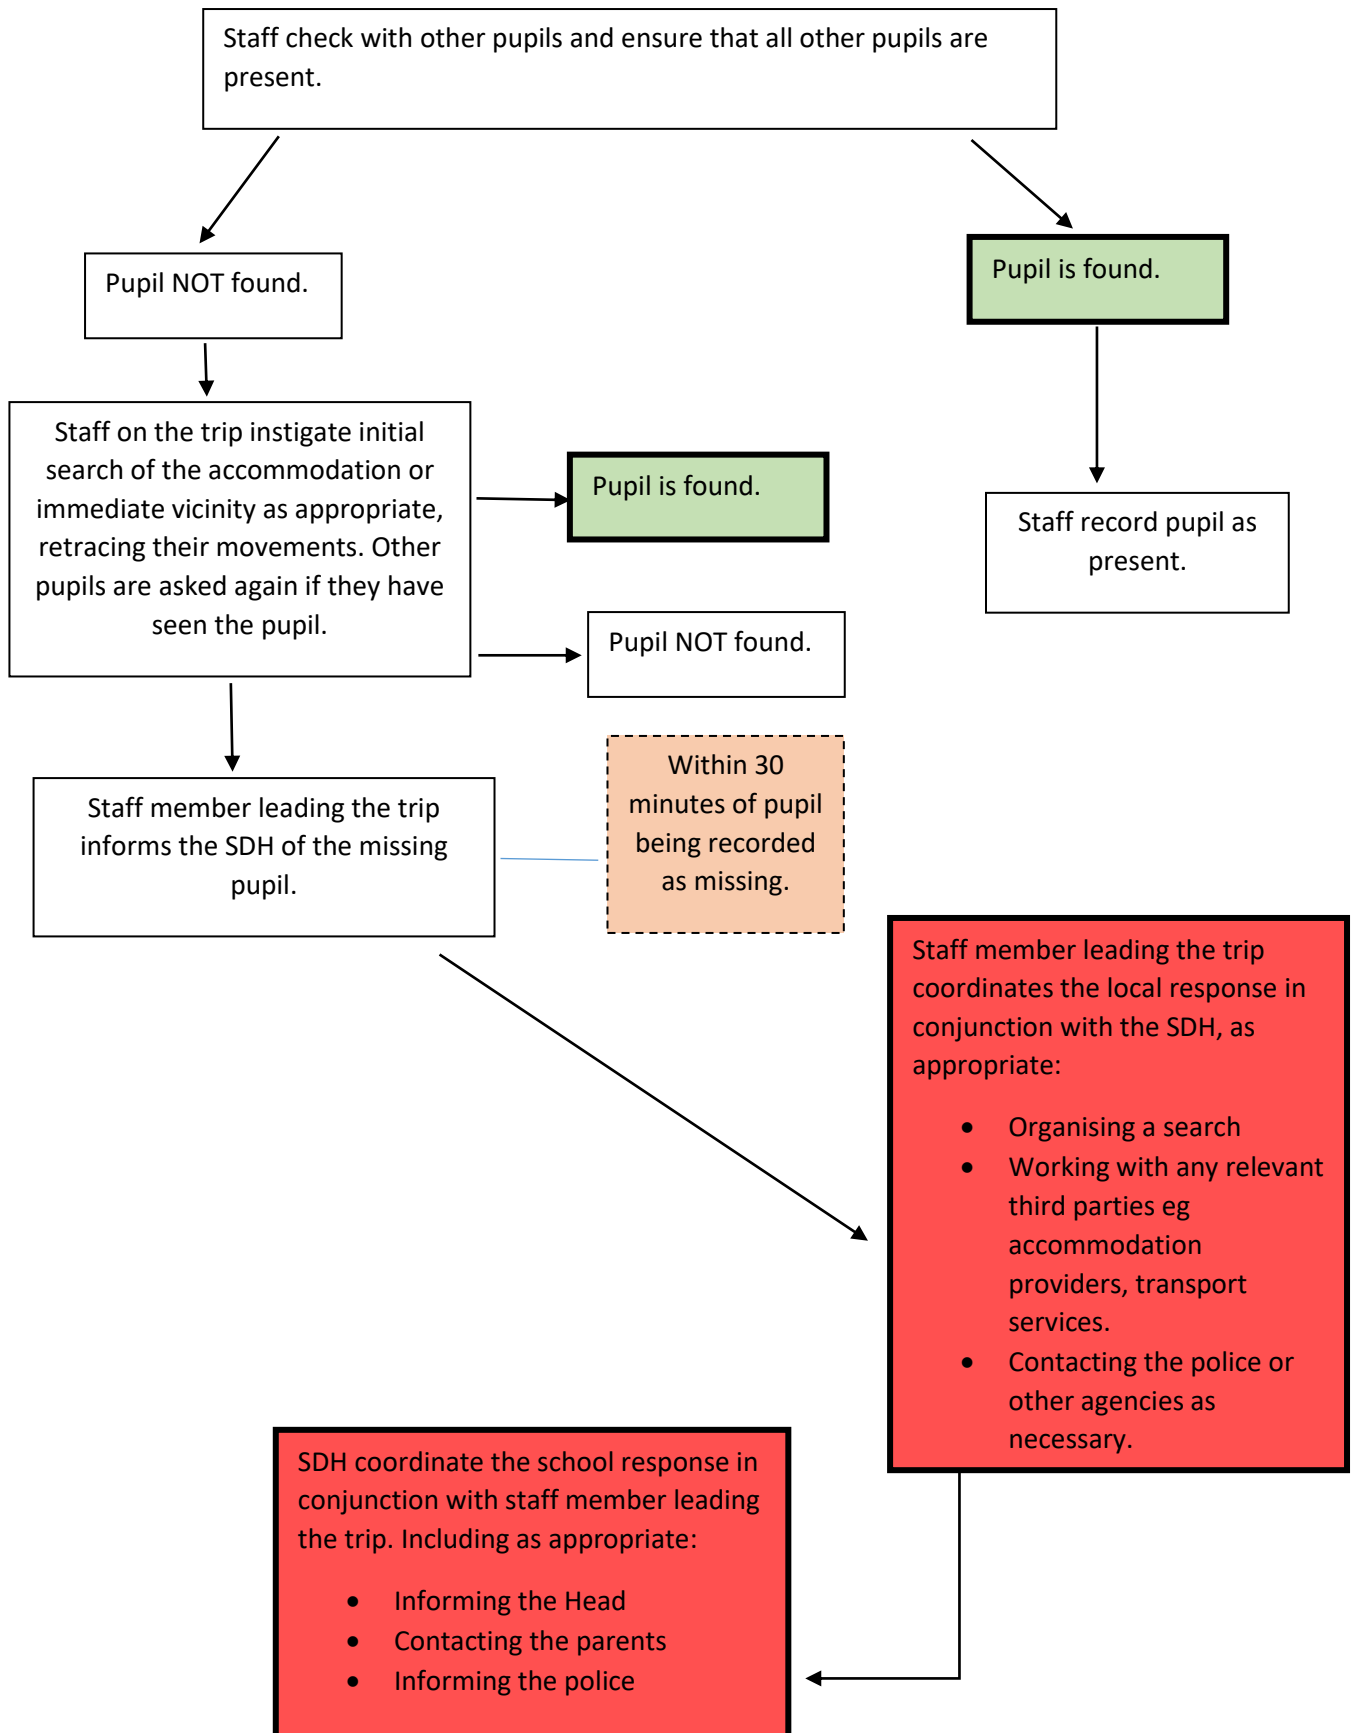 Staff check with other pupils and ensure that all other pupils are
present.
Pupil NOT found.
Pupil is found.
Staff on the trip instigate initial
search of the accommodation or
immediate vicinity as appropriate,
retracing their movements. Other
pupils are asked again if they have
seen the pupil.
Pupil is found.
Staff record pupil as
present.
Pupil NOT found.
Staff member leading the trip
informs the SDH of the missing
pupil.
Within 30
minutes of pupil
being recorded
as missing.
Staff member leading the trip
coordinates the local response in
conjunction with the SDH, as
appropriate:
• Organising a search
• Working with any relevant
third parties eg
accommodation
providers, transport
services.
• Contacting the police or
other agencies as
necessary.
SDH coordinate the school response in
conjunction with staff member leading
the trip. Including as appropriate:
• Informing the Head
• Contacting the parents
• Informing the police